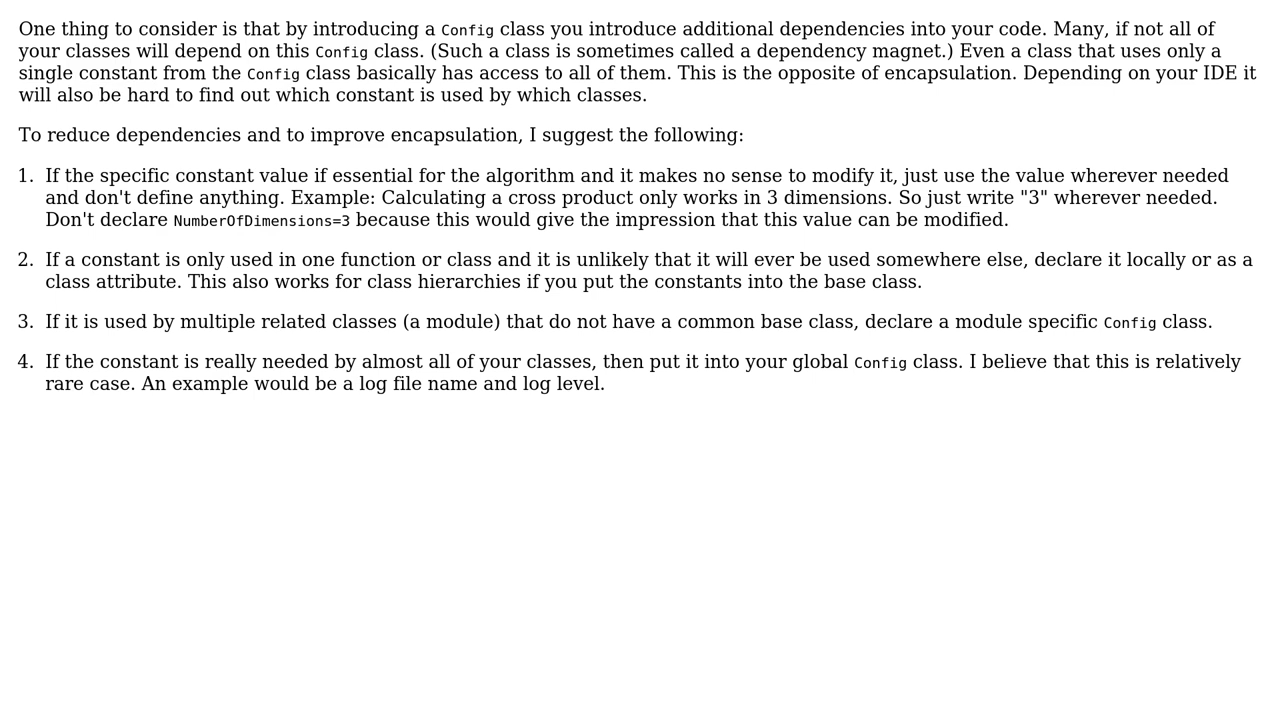 One thing to consider is that by introducing a Config class you introduce additional dependencies into your code. Many, if not all of
your classes will depend on this Config class. (Such a class is sometimes called a dependency magnet.) Even a class that uses only a
single constant from the Config class basically has access to all of them. This is the opposite of encapsulation. Depending on your IDE it
will also be hard to find out which constant is used by which classes.
To reduce dependencies and to improve encapsulation, I suggest the following:
1. If the specific constant value if essential for the algorithm and it makes no sense to modify it, just use the value wherever needed
and don't define anything. Example: Calculating a cross product only works in 3 dimensions. So just write "3" wherever needed.
Don't declare NumberOfDimensions=3 because this would give the impression that this value can be modified.
2. If a constant is only used in one function or class and it is unlikely that it will ever be used somewhere else, declare it locally or as a
class attribute. This also works for class hierarchies if you put the constants into the base class.
3. If it is used by multiple related classes (a module) that do not have a common base class, declare a module specific Config class.
4. If the constant is really needed by almost all of your classes, then put it into your global Config class. I believe that this is relatively
rare case. An example would be a log file name and log level.